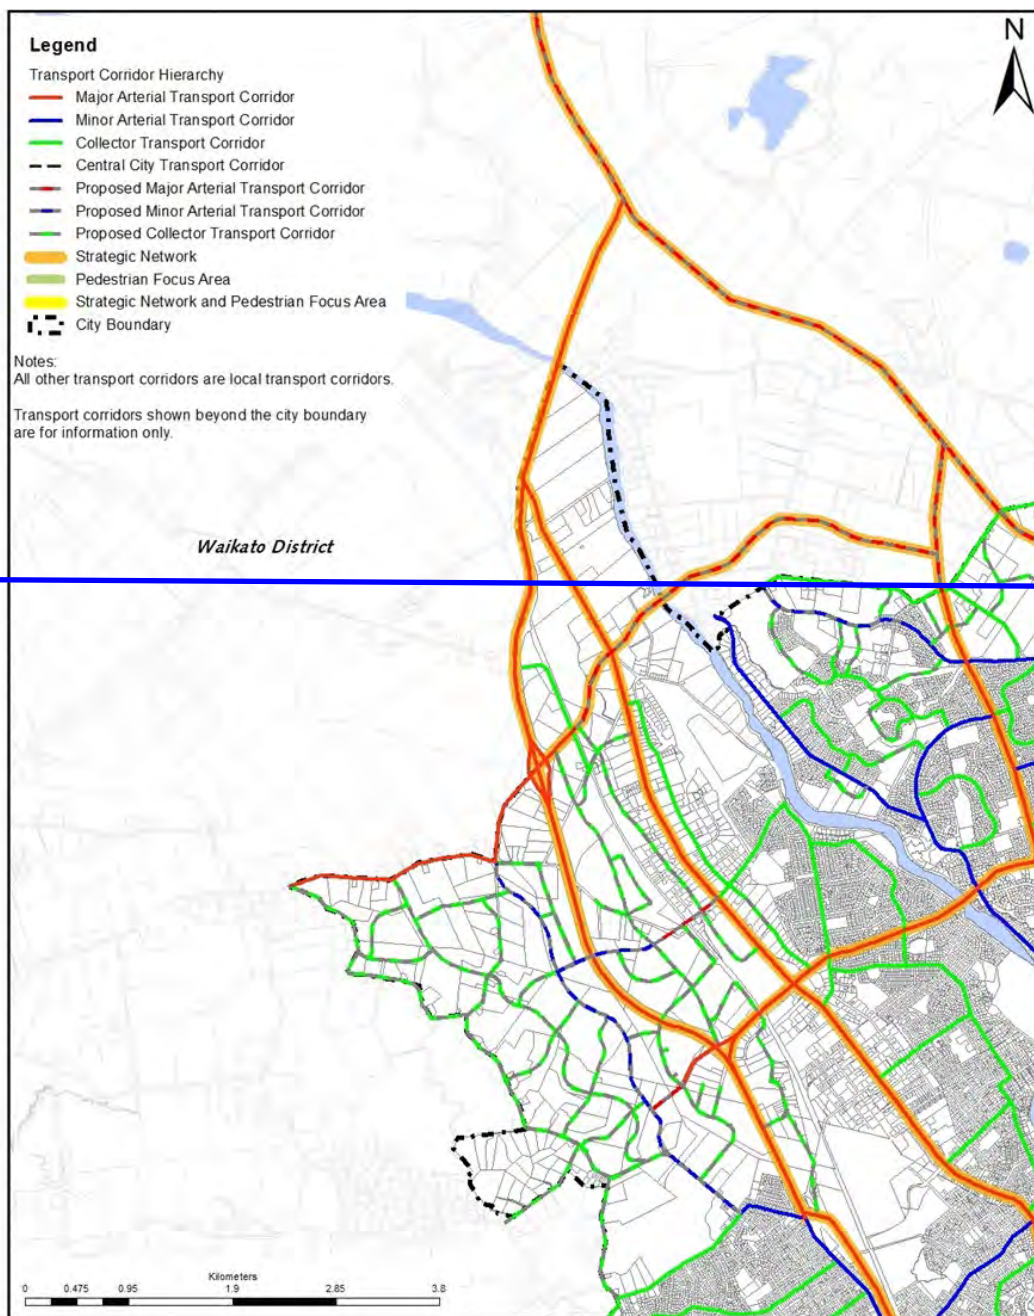 N
Legend
Transport Corridor Hierarchy
Major Arterial Transport Corridor
Minor Arterial Transport Corridor
Collector Transport Corridor
Central City Transport Corridor
Proposed Major Arterial Transport Corridor
Proposed Minor Arterial Transport Corridor
Proposed Collector Transport Corridor
Strategic Network
Pedestrian Focus Area
Strategic Network and Pedestrian Focus Area
City Boundary
Notes:
All other transport corridors are local transport corridors.
Transport corridors shown beyond the city boundary
are for information only.
Waikato District
Kilometers
0 0.475 0.95 1.9 2.85 3.8